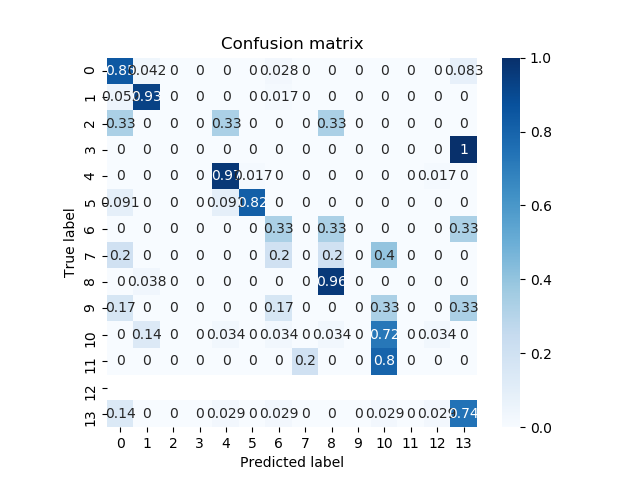 Confusion matrix
0 0.85 0.042 0 0 0 0 0.028 0 0 0 0 0 0 0.083
1 0.05 0.93 0 0 0 0 0.017 0 0 0 0 0 0 0
2 0.33 0 0 0 0.33 0 0 0 0.33 0 0 0 0 0
3 0 0 0 0 0 0 0 0 0 0 0 0 0 1
4 0 0 0 0 0.97 0.017 0 0 0 0 0 0 0.017 0
5 0.091 0 0 0 0.091 0.82 0 0 0 0 0 0 0 0
6 0 0 0 0 0 0 0.33 0 0.33 0 0 0 0 0.33
7 0.2 0 0 0 0 0 0.2 0 0.2 0 0.4 0 0 0
8 0 0.038 0 0 0 0 0 0 0.96 0 0 0 0 0
9 0.17 0 0 0 0 0 0.17 0 0 0 0.33 0 0 0.33
10 0 0.14 0 0 0.034 0 0.034 0 0.034 0 0.72 0 0.034 0
11 0 0 0 0 0 0 0 0.2 0 0 0.8 0 0 0
12
13 0.14 0 0 0 0.029 0 0.029 0 0 0 0.029 0 0.029 0.74
0 1 2 3 4 5 6 7 8 9 10 11 12 13
True label
Predicted label
1.0
0.8
0.6
0.4
0.2
0.0